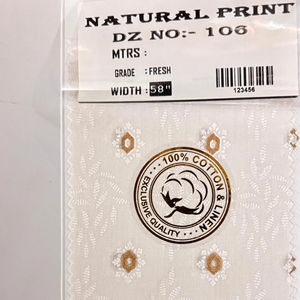 NATURAL PRINT
DZ NO:- 106
MTRS :
GRADE : FRESH
WIDTH : 58"
123456
100% COTTON & LINEN
EXCLUSIVE QUALITY